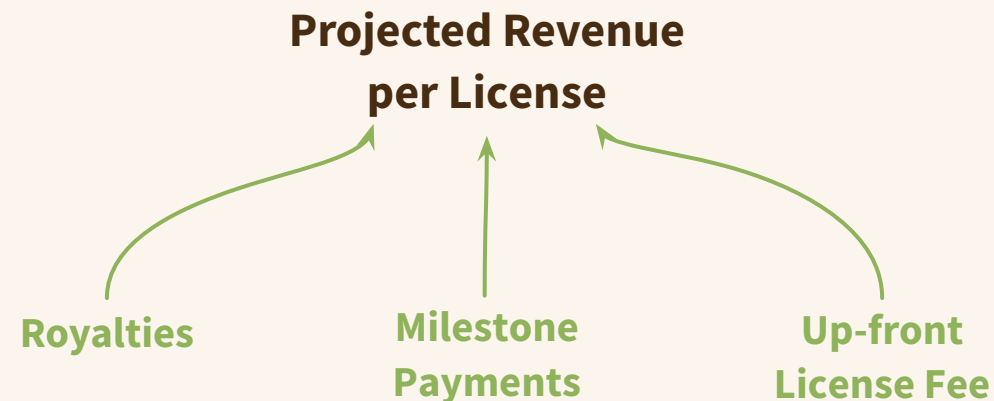 Projected Revenue
per License
Royalties
Milestone
Payments
Up-front
License Fee